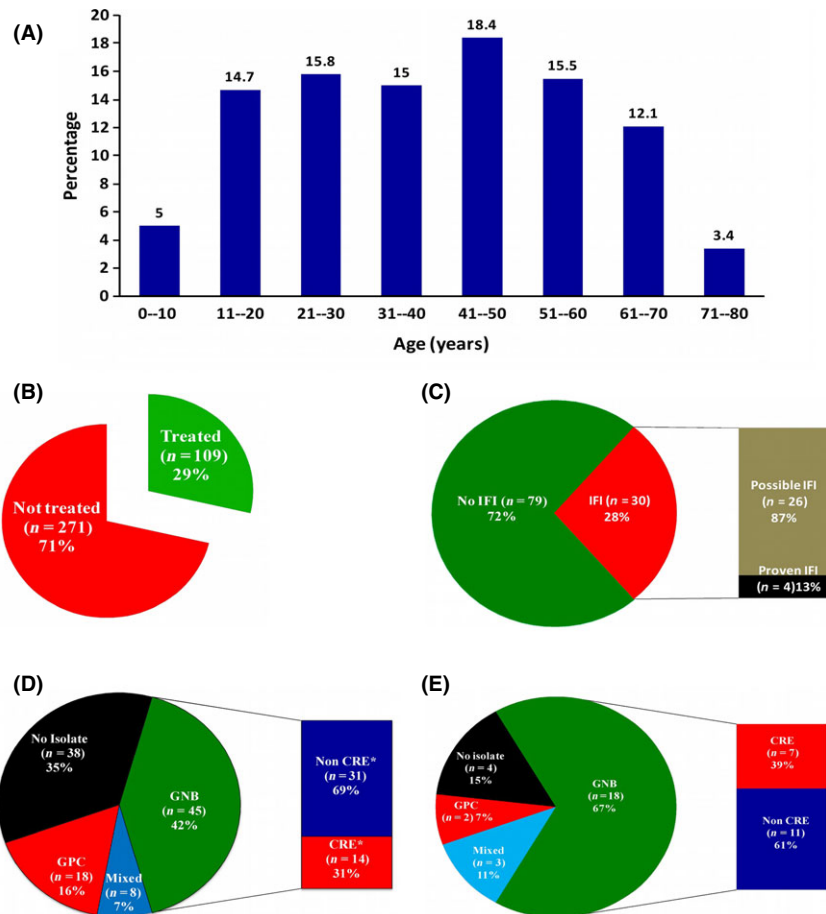 (A)
20
18
16
14
12
10
8
6
4
2
0
Percentage
5
14.7
15.8
15
18.4
15.5
12.1
3.4
0--10 11--20 21--30 31--40 41--50 51--60 61--70 71--80
Age (years)
(B)
Treated
(n = 109)
29%
Not treated
(n = 271)
71%
(C)
No IFI (n = 79)
72%
IFI (n = 30)
28%
Possible IFI
(n = 26)
87%
Proven IFI
(n = 4)13%
(D)
No Isolate
(n = 38)
35%
GNB
(n = 45)
42%
GPC
(n = 18)
16%
Mixed
(n = 8)
7%
Non CRE*
(n = 31)
69%
CRE*
(n = 14)
31%
(E)
No isolate
(n = 4)
15%
GNB
(n = 18)
67%
GPC
(n = 2) 7%
Mixed
(n = 3)
11%
CRE
(n = 7)
39%
Non CRE
(n = 11)
61%